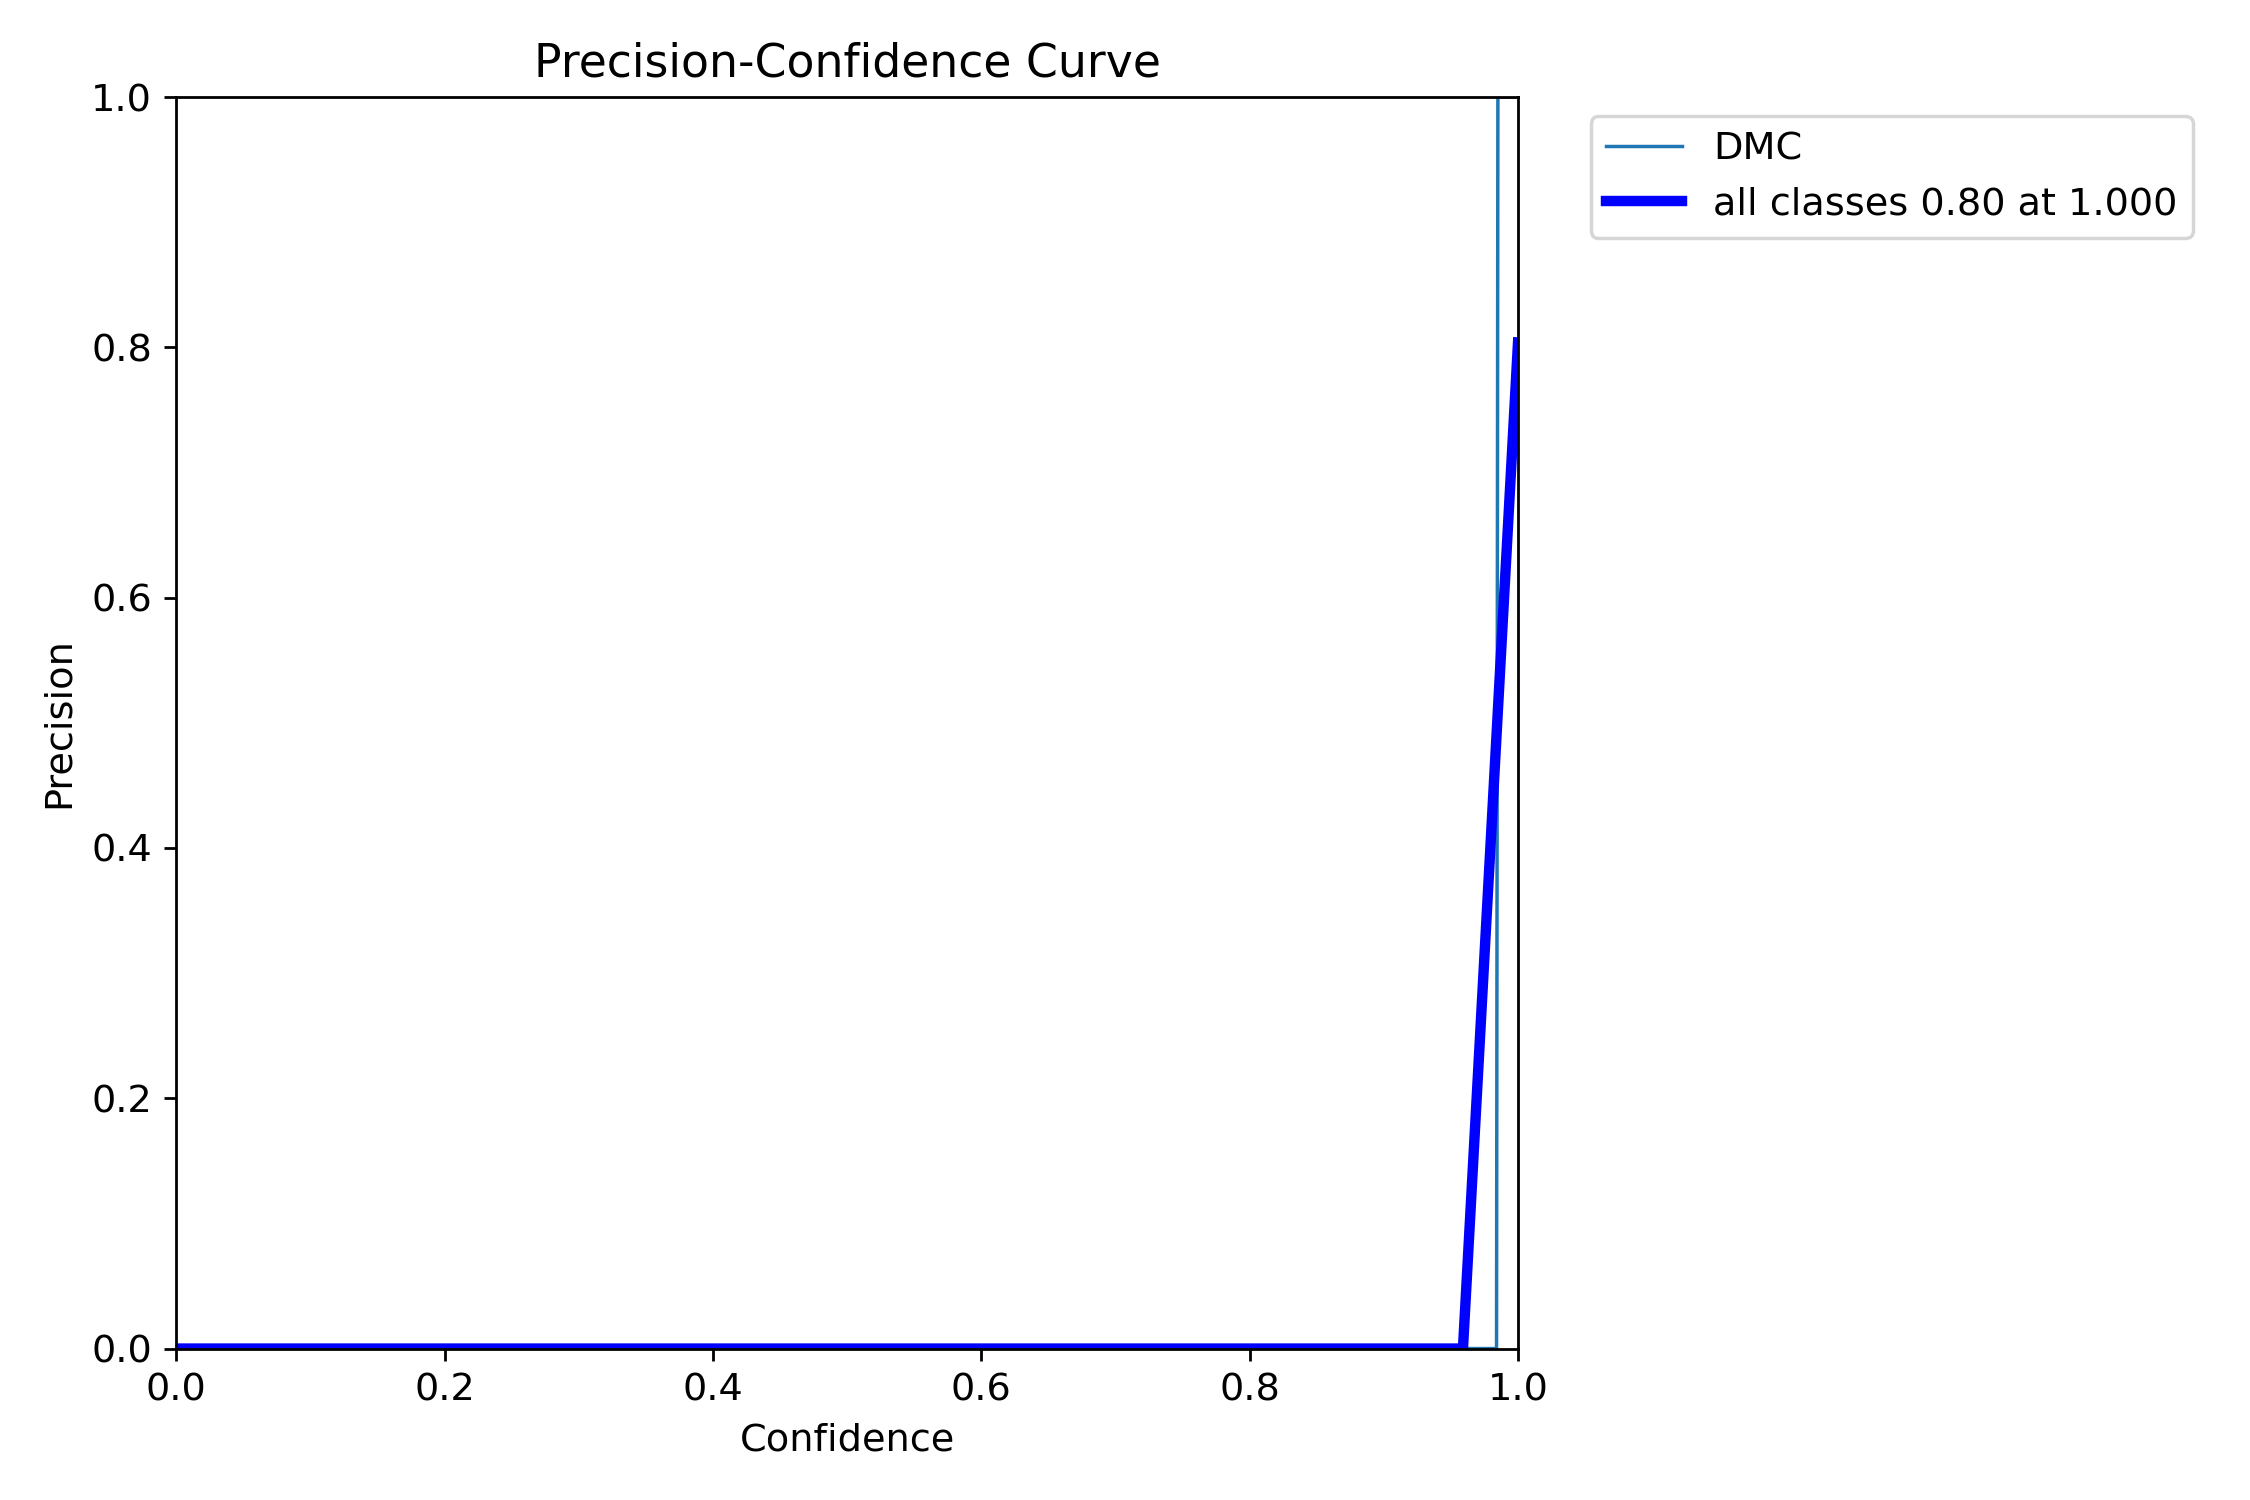 Precision-Confidence Curve
1.0
0.8
0.6
0.4
0.2
0.0
Precision
0.0 0.2 0.4 0.6 0.8 1.0
Confidence
DMC
all classes 0.80 at 1.000